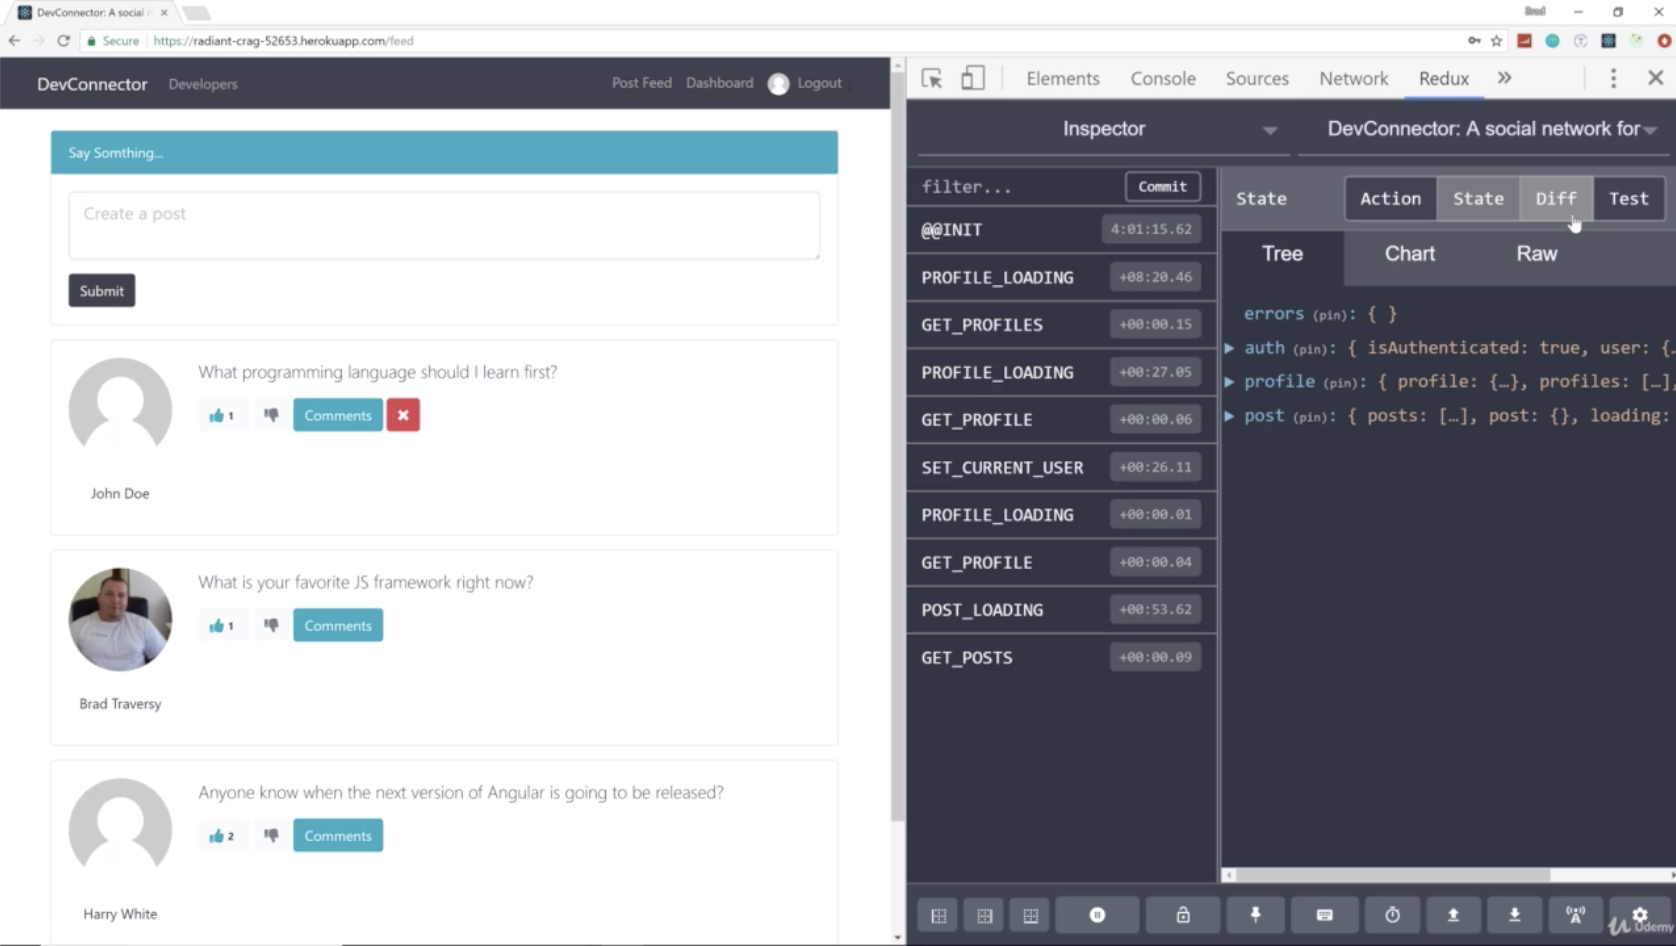 DevConnector: A social n
Secure
https://radiant-crag-52653.herokuapp.com/feed
DevConnector
Developers
Post Feed
Dashboard
Logout
Say Somthing...
Create a post
Submit
What programming language should I learn first?
1
Comments
John Doe
What is your favorite JS framework right now?
1
Comments
Brad Traversy
Anyone know when the next version of Angular is going to be released?
2
Comments
Harry White
Elements
Console
Sources
Network
Redux
Inspector
DevConnector: A social network for
filter...
Commit
@@INIT
4:01:15.62
PROFILE_LOADING
+08:20.46
GET_PROFILES
+00:00.15
PROFILE_LOADING
+00:27.05
GET_PROFILE
+00:00.06
SET_CURRENT_USER
+00:26.11
PROFILE_LOADING
+00:00.01
GET_PROFILE
+00:00.04
POST_LOADING
+00:53.62
GET_POSTS
+00:00.09
State
Action
State
Diff
Test
Tree
Chart
Raw
errors (pin): { }
auth (pin): { isAuthenticated: true, user: {…
profile (pin): { profile: {…}, profiles: […],
post (pin): { posts: […], post: {}, loading:
Udemy